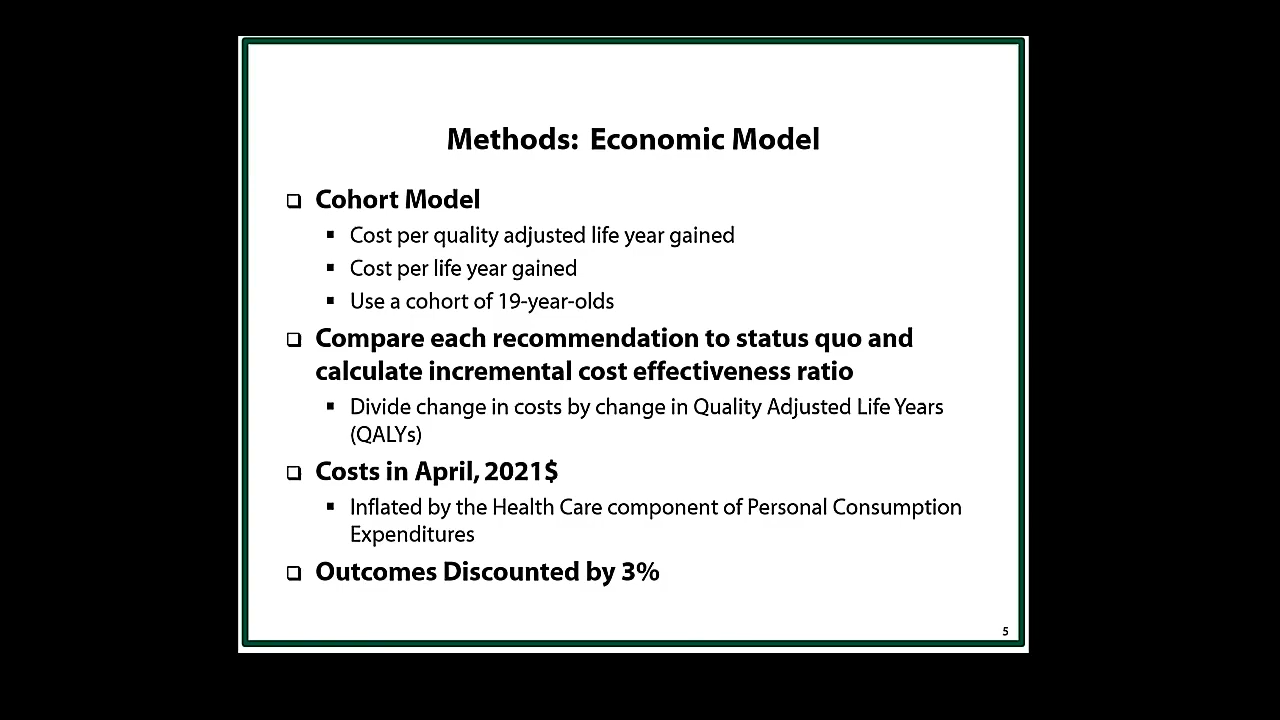 Methods: Economic Model
Cohort Model
Cost per quality adjusted life year gained
Cost per life year gained
Use a cohort of 19-year-olds
Compare each recommendation to status quo and
calculate incremental cost effectiveness ratio
Divide change in costs by change in Quality Adjusted Life Years
(QALYs)
Costs in April, 2021$
Inflated by the Health Care component of Personal Consumption
Expenditures
Outcomes Discounted by 3%
5